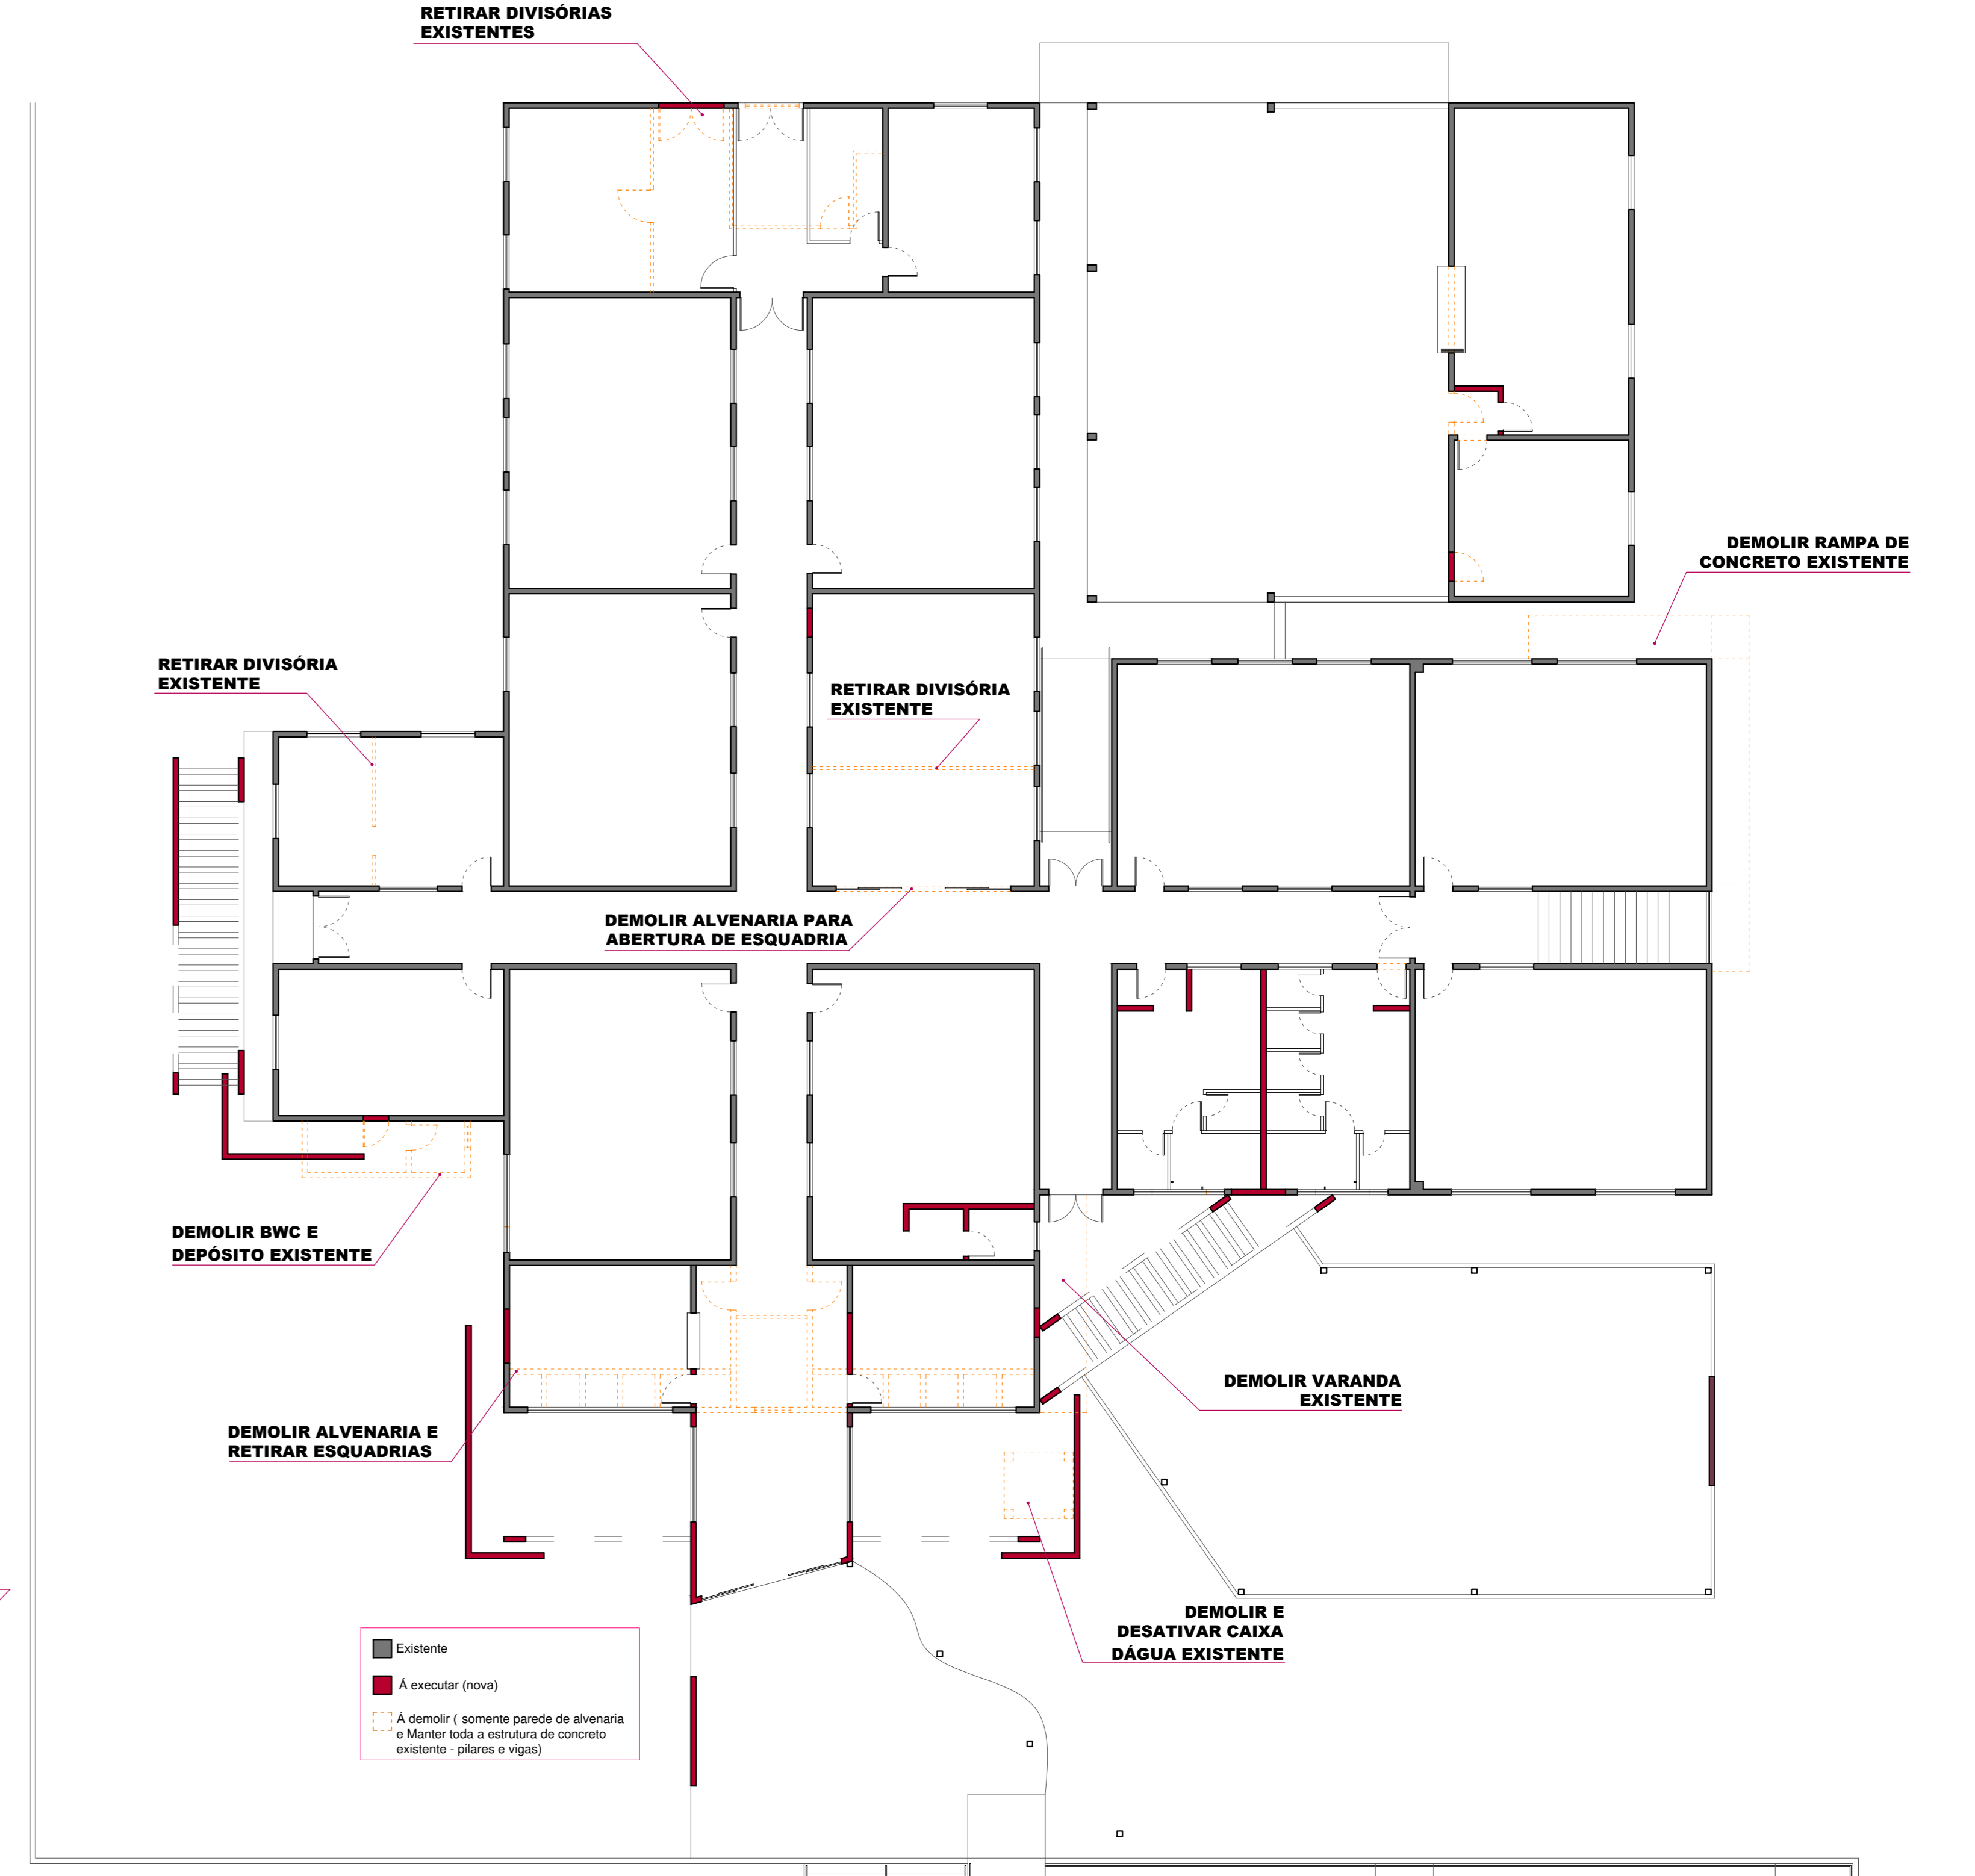 RETIRAR DIVISÓRIAS
EXISTENTES
DEMOLIR RAMPA DE
CONCRETO EXISTENTE
RETIRAR DIVISÓRIA
EXISTENTE
RETIRAR DIVISÓRIA
EXISTENTE
DEMOLIR ALVENARIA PARA
ABERTURA DE ESQUADRIA
DEMOLIR BWC E
DEPÓSITO EXISTENTE
DEMOLIR VARANDA
EXISTENTE
DEMOLIR ALVENARIA E
RETIRAR ESQUADRIAS
DEMOLIR E
DESATIVAR CAIXA
DÁGUA EXISTENTE
Existente
Á executar (nova)
Á demolir ( somente parede de alvenaria
e Manter toda a estrutura de concreto
existente - pilares e vigas)